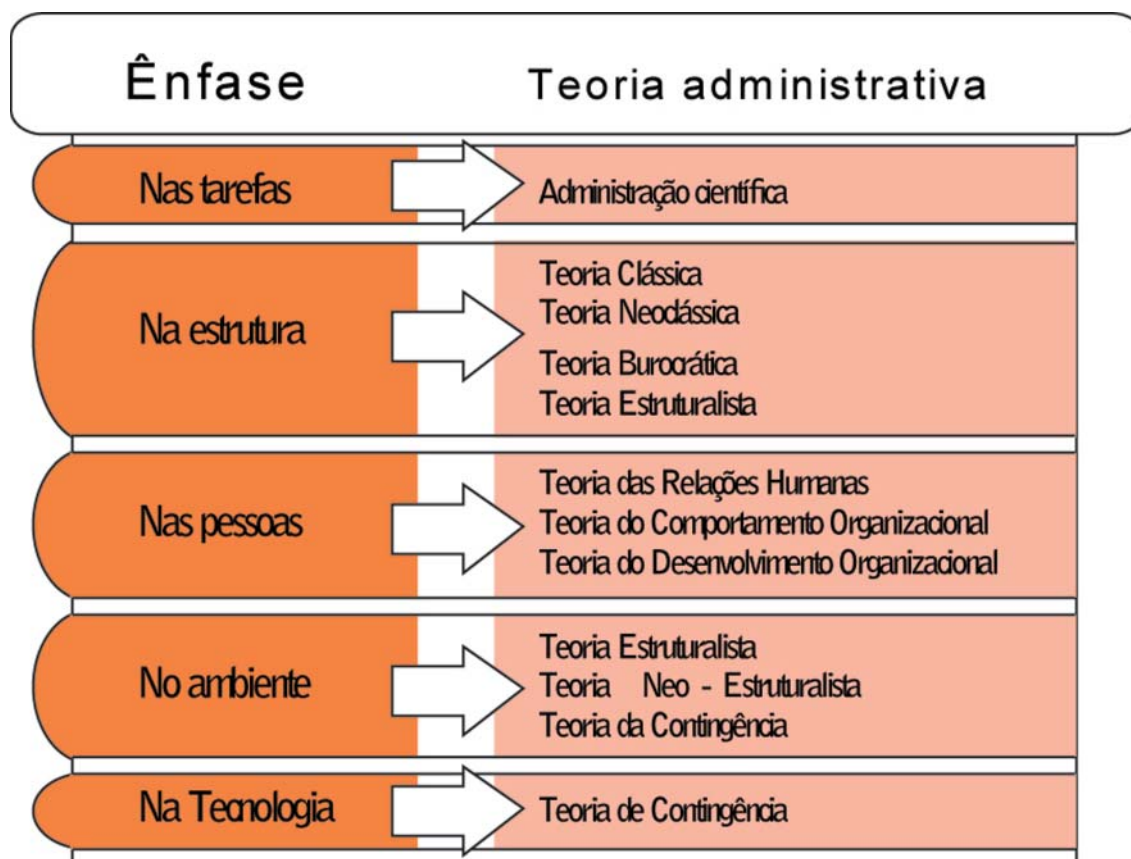 Ênfase
Teoria administrativa
Nas tarefas
Administração científica
Na estrutura
Teoria Clássica
Teoria Neoclássica
Teoria Burocrática
Teoria Estruturalista
Nas pessoas
Teoria das Relações Humanas
Teoria do Comportamento Organizacional
Teoria do Desenvolvimento Organizacional
No ambiente
Teoria Estruturalista
Teoria Neo - Estruturalista
Teoria da Contingência
Na Tecnologia
Teoria de Contingência